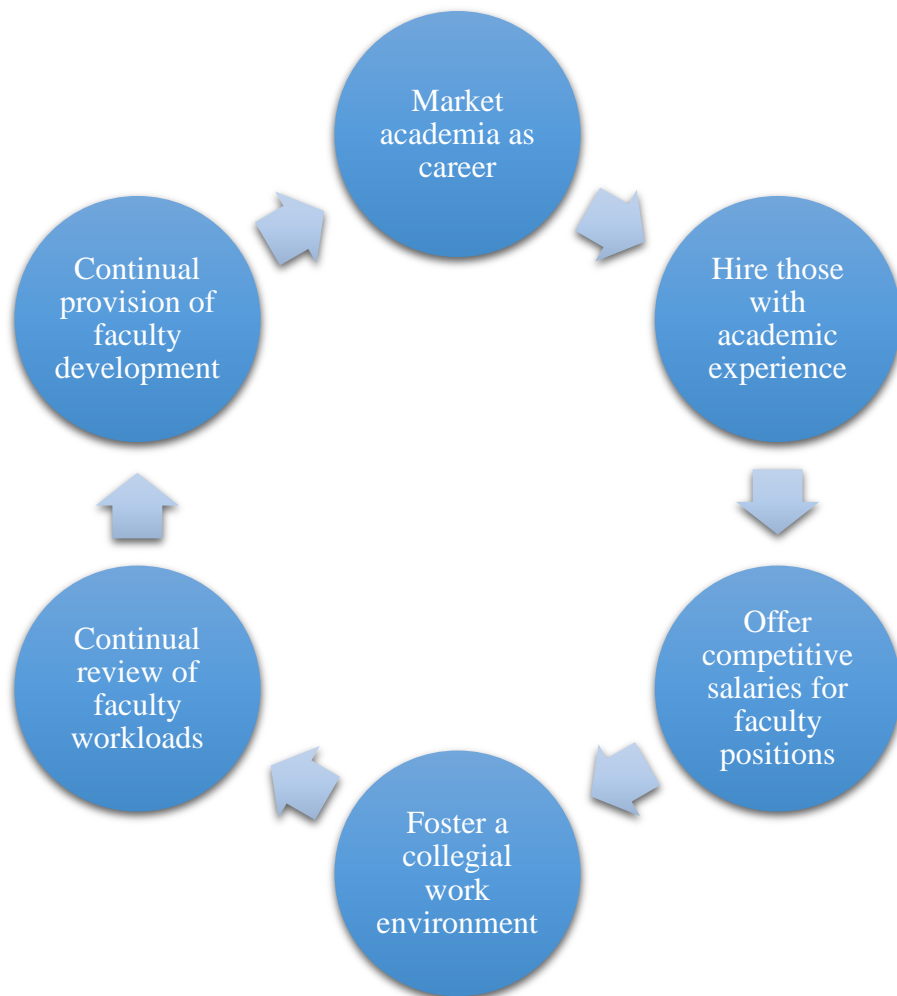 Market
academia as
career
Hire those
with
academic
experience
Offer
competitive
salaries for
faculty
positions
Foster a
collegial
work
environment
Continual
review of
faculty
workloads
Continual
provision of
faculty
development